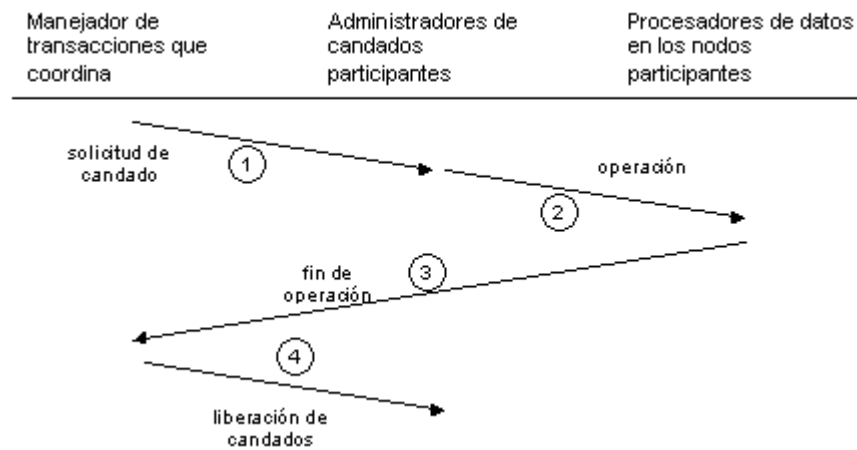 Manejador de
transacciones que
coordina
Administradores de
candados
participantes
Procesadores de datos
en los nodos
participantes
solicitud de
candado
1
operación
2
fin de
operación
3
4
liberación de
candados